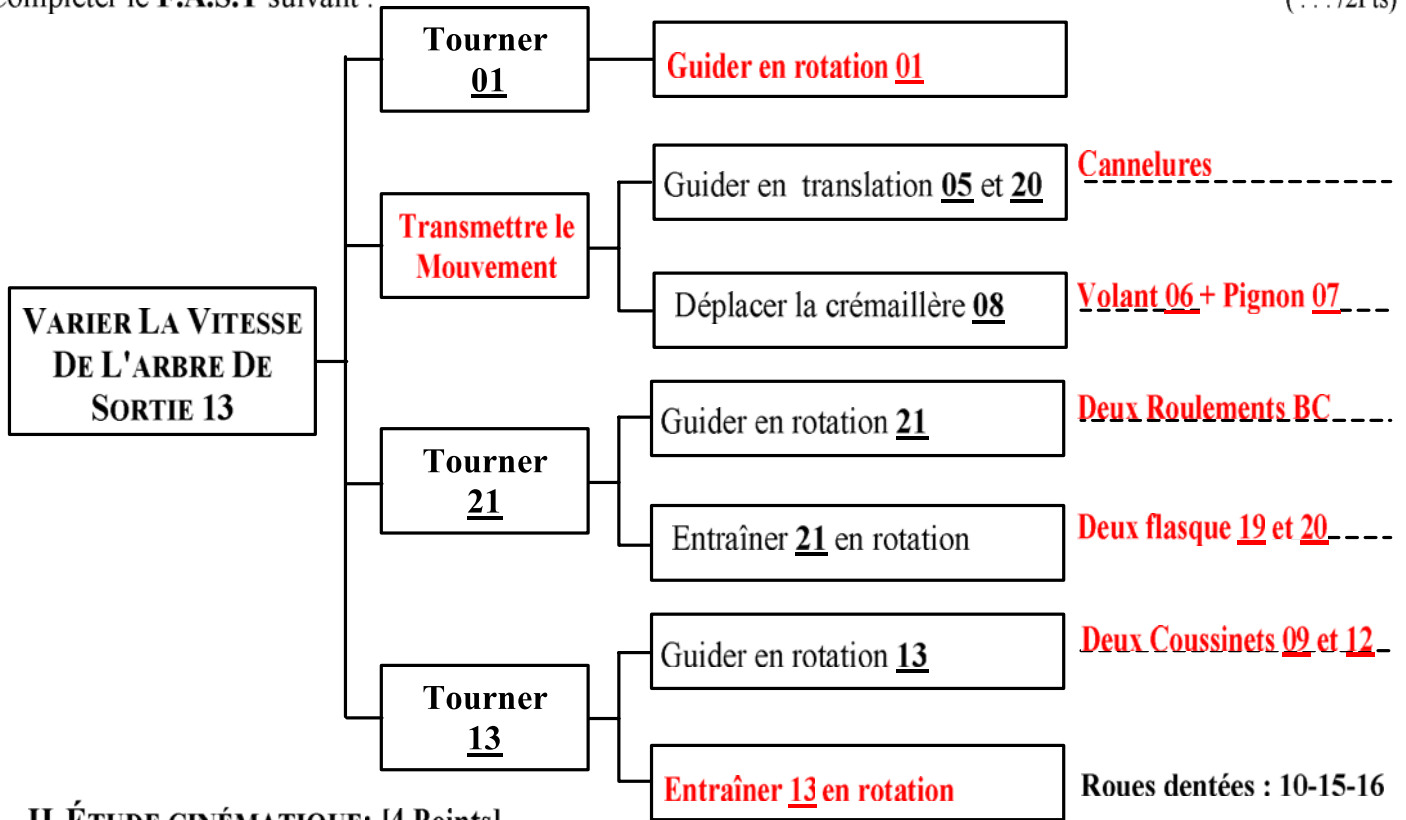 Compléter le F.A.S.T suivant :
( . . . /2Pts)
Tourner
01
Guider en rotation 01
Transmettre le
Mouvement
Guider en translation 05 et 20
Cannelures
Déplacer la crémaillère 08
Volant 06 + Pignon 07
VARIER LA VITESSE
DE L'ARBRE DE
SORTIE 13
Tourner
21
Guider en rotation 21
Deux Roulements BC
Entraîner 21 en rotation
Deux flasque 19 et 20
Tourner
13
Guider en rotation 13
Deux Coussinets 09 et 12
Entraîner 13 en rotation
Roues dentées : 10-15-16
II ÉTUDE CINÉMATIQUE: [4 Points]